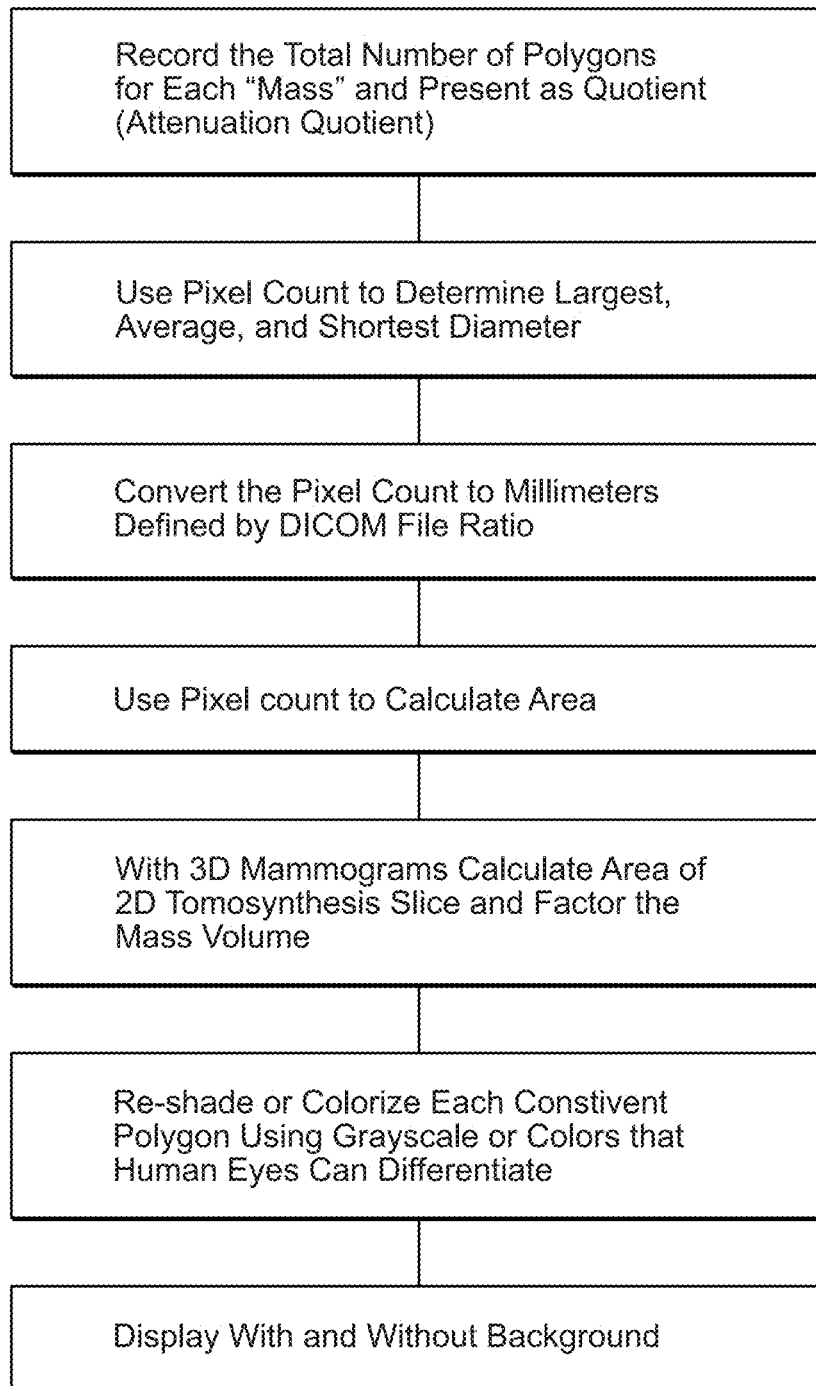 Record the Total Number of Polygons
for Each “Mass” and Present as Quotient
(Attenuation Quotient)
Use Pixel Count to Determine Largest,
Average, and Shortest Diameter
Convert the Pixel Count to Millimeters
Defined by DICOM File Ratio
Use Pixel count to Calculate Area
With 3D Mammograms Calculate Area of
2D Tomosynthesis Slice and Factor the
Mass Volume
Re-shade or Colorize Each Constivent
Polygon Using Grayscale or Colors that
Human Eyes Can Differentiate
Display With and Without Background